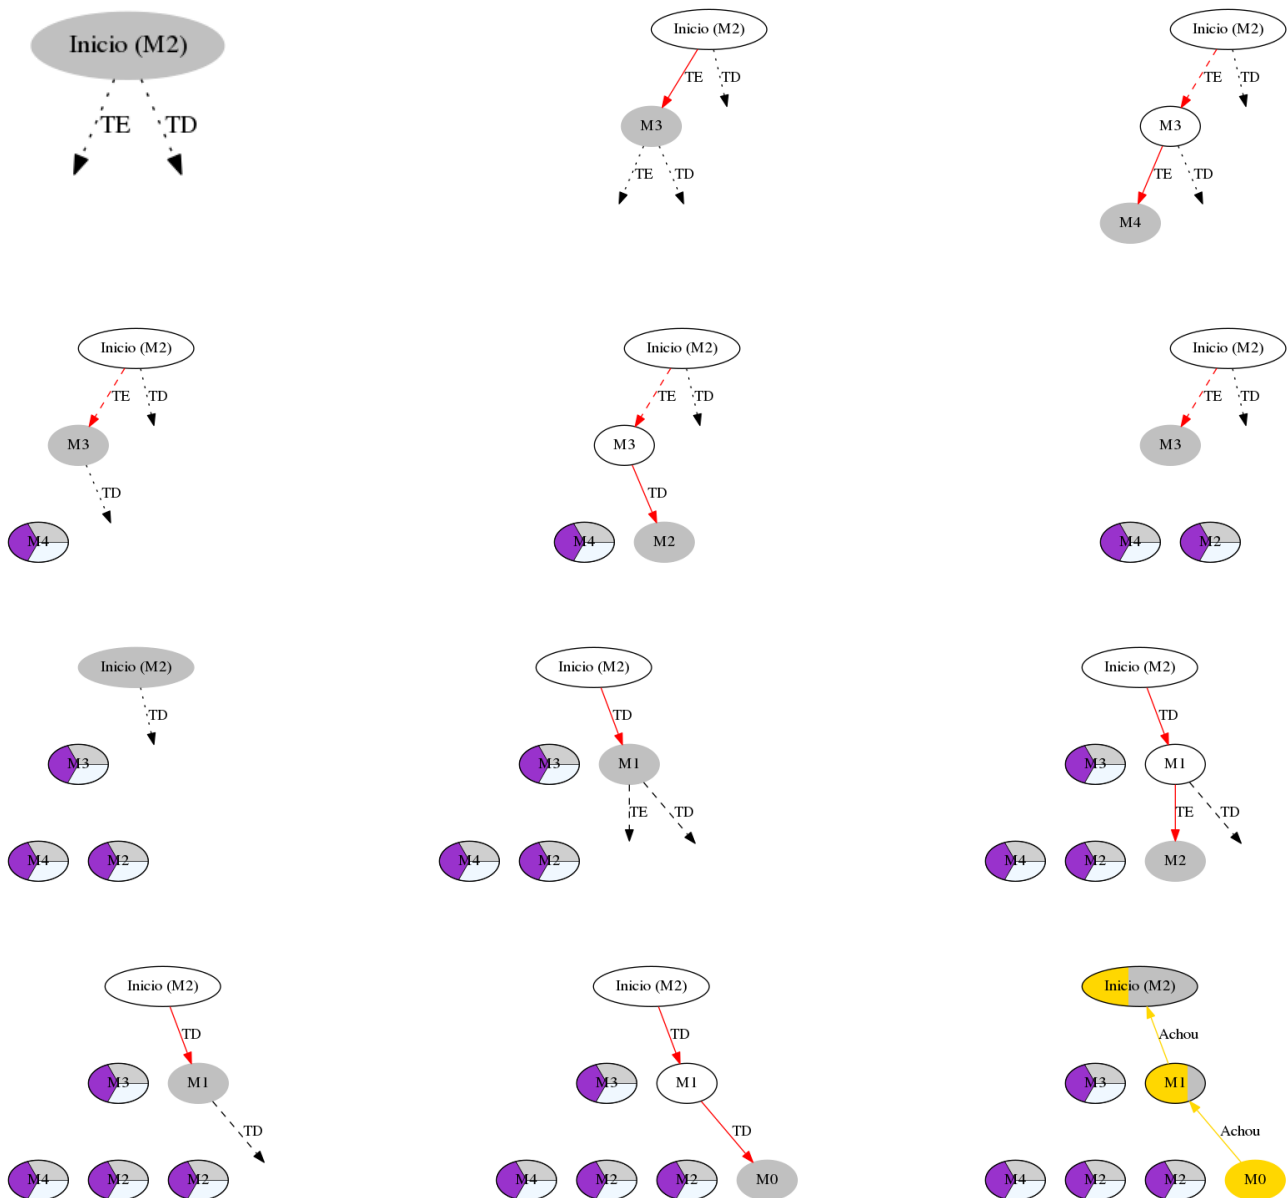 Inicio (M2)
TE TD
Inicio (M2)
TE TD
M3
TE TD
Inicio (M2)
TE TD
M3
TE TD
M4
Inicio (M2)
TE TD
M3
TD
M4
Inicio (M2)
TE TD
M3
TD
M4 M2
Inicio (M2)
TE TD
M3
M4 M2
Inicio (M2)
TD
M3
M4 M2
Inicio (M2)
TD
M3 M1
TE TD
M4 M2
Inicio (M2)
TD
M3 M1
TE TD
M4 M2 M2
Inicio (M2)
TD
M3 M1
TD
M4 M2 M2
Inicio (M2)
TD
M3 M1
TD
M4 M2 M2 M0
Inicio (M2)
Achou
M3 M1
Achou
M4 M2 M2 M0